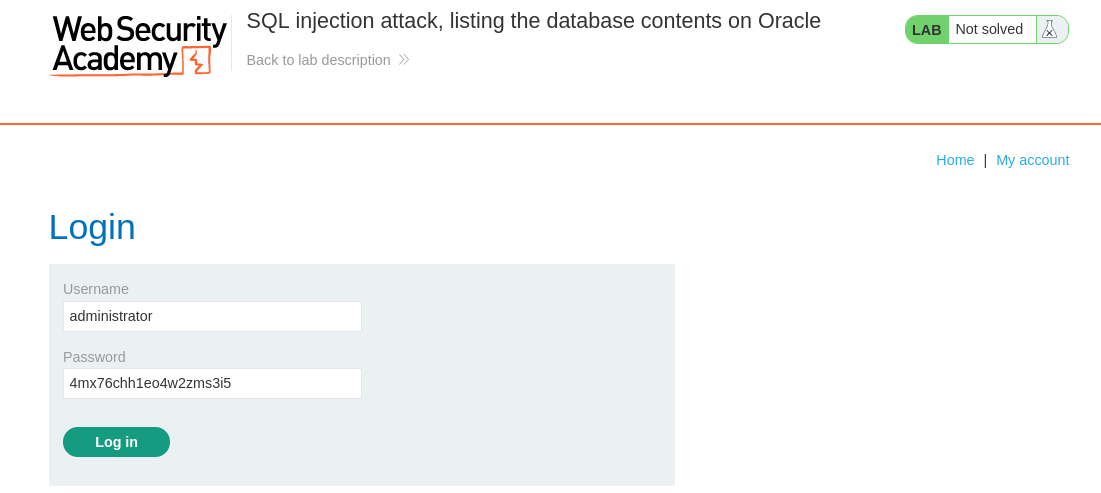 Web Security
Academy
SQL injection attack, listing the database contents on Oracle
Back to lab description
LAB Not solved
Home | My account
Login
Username
administrator
Password
4mx76chh1eo4w2zms3i5
Log in